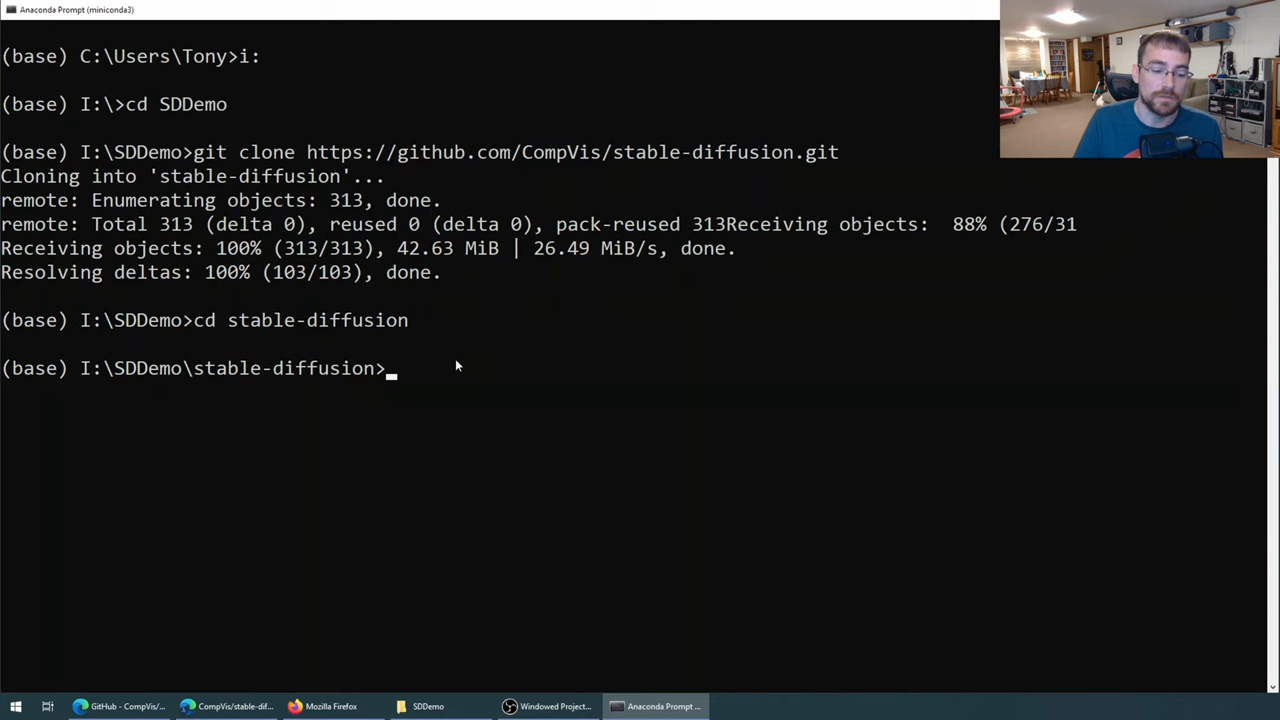 Anaconda Prompt (miniconda3)
(base) C:\Users\Tony>i:
(base) I:\>cd SDDemo
(base) I:\SDDemo>git clone https://github.com/CompVis/stable-diffusion.git
Cloning into 'stable-diffusion'...
remote: Enumerating objects: 313, done.
remote: Total 313 (delta 0), reused 0 (delta 0), pack-reused 313Receiving objects:  88% (276/31
Receiving objects: 100% (313/313), 42.63 MiB | 26.49 MiB/s, done.
Resolving deltas: 100% (103/103), done.
(base) I:\SDDemo>cd stable-diffusion
(base) I:\SDDemo\stable-diffusion>
GitHub - CompVis/... CompVis/stable-dif... Mozilla Firefox SDDemo Windowed Project... Anaconda Prompt ...